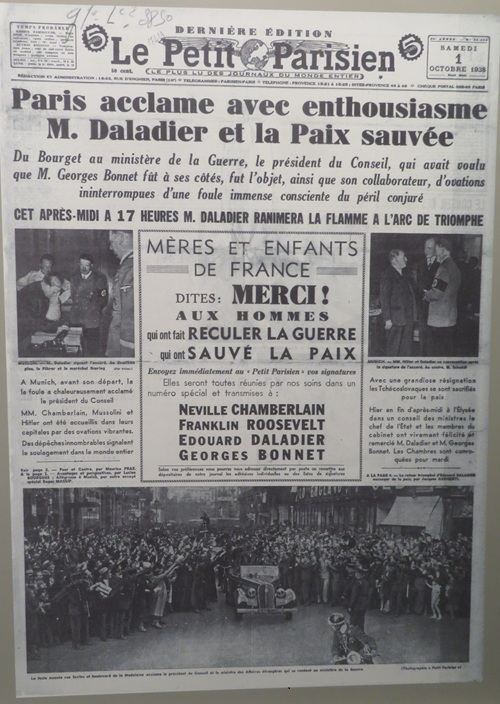 DERNIÈRE ÉDITION
5
5
Le Petit Parisien
10 cent.
LE PLUS LU DES JOURNAUX DU MONDE ENTIER
SAMEDI
1
OCTOBRE 1938
Paris acclame avec enthousiasme
M. Daladier et la Paix sauvée
Du Bourget au ministère de la Guerre, le président du Conseil, qui avait voulu
que M. Georges Bonnet fût à ses côtés, fut l'objet, ainsi que son collaborateur, d'ovations
ininterrompues d'une foule immense consciente du péril conjuré
CET APRÈS-MIDI A 17 HEURES M. DALADIER RANIMERA LA FLAMME A L'ARC DE TRIOMPHE
A Munich, avant son départ, la
foule a chaleureusement acclamé
le président du Conseil
MM. Chamberlain, Mussolini et
Hitler ont été accueillis dans leurs
capitales par des ovations vibrantes.
Des dépêches innombrables signalent
le soulagement dans le monde entier
MÈRES ET ENFANTS
DE FRANCE
DITES : MERCI !
AUX HOMMES
qui ont fait RECULER LA GUERRE
qui ont SAUVÉ LA PAIX
Envoyez immédiatement au « Petit Parisien » vos signatures
Elles seront toutes réunies par nos soins dans un
numéro spécial et transmises à :
NEVILLE CHAMBERLAIN
FRANKLIN ROOSEVELT
EDOUARD DALADIER
GEORGES BONNET
Avec une grandiose résignation
les Tchécoslovaques se sont sacrifiés
pour la paix
Hier en fin d'après-midi à l'Élysée
dans un conseil des ministres, le
chef de l'État et les membres du
cabinet ont vivement félicité et
remercié M. Daladier et M. Georges
Bonnet. Les Chambres sont convo-
quées pour mardi